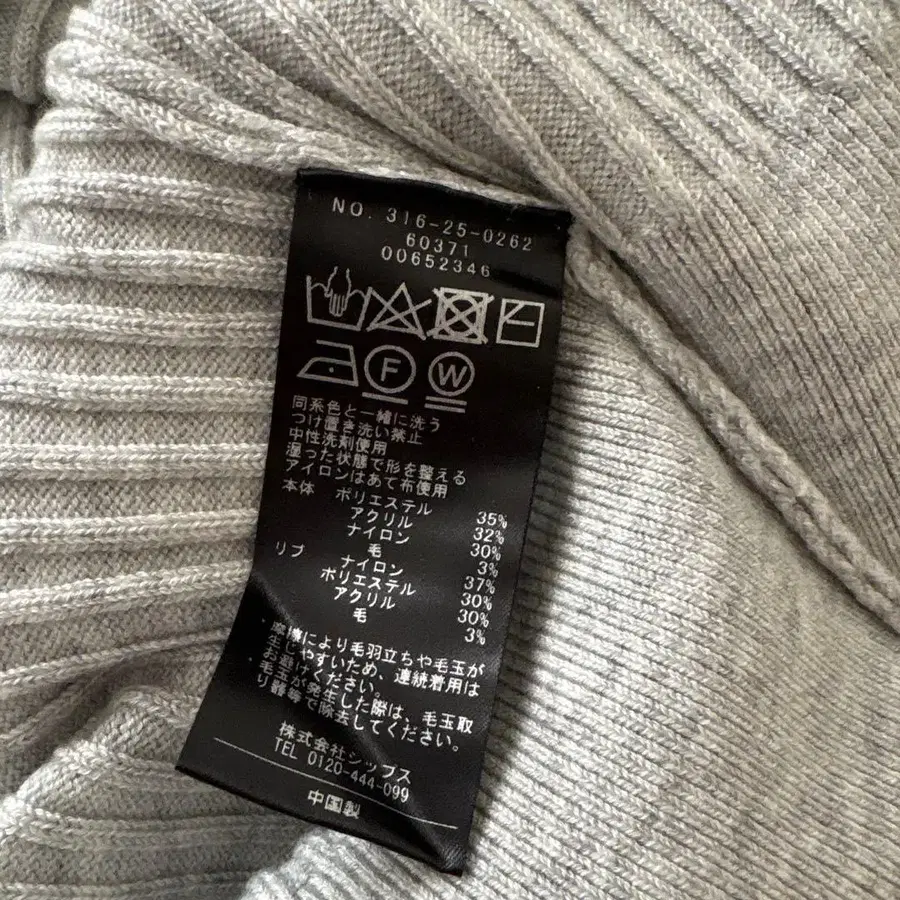 NO. 316-25-0262
60371
00652346
F W
同系色と一緒に洗う
つけ置き洗い禁止
中性洗剤使用
湿った状態で形を整える
アイロンはあて布使用
本体 ポリエステル 35%
アクリル 32%
ナイロン 30%
毛 3%
リブ ナイロン 37%
ポリエステル 30%
アクリル 30%
毛 3%
・摩擦により毛羽立ちや毛玉が
生じやすいため、連続着用は
お避けください。
毛玉が発生した際は、毛玉取
り器等で除去してください。
株式会社シップス
TEL 0120-444-099
中国製